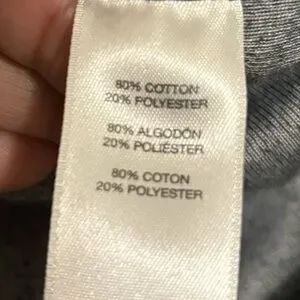 80% COTTON
20% POLYESTER
80% ALGODÓN
20% POLIÉSTER
80% COTON
20% POLYESTER